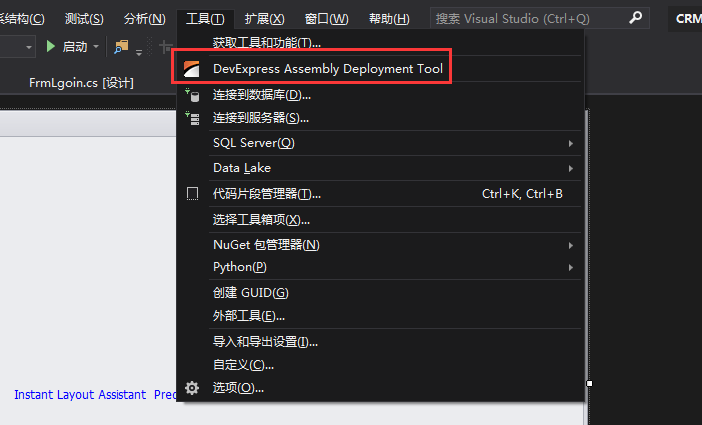 系结构(C) 测试(S) 分析(N) 工具(T) 扩展(X) 窗口(W) 帮助(H) 搜索 Visual Studio (Ctrl+Q) CRM
启动
获取工具和功能(T)...
DevExpress Assembly Deployment Tool
FrmLgoin.cs [设计]
连接到数据库(D)...
连接到服务器(S)...
SQL Server(Q)
Data Lake
代码片段管理器(T)... Ctrl+K, Ctrl+B
选择工具箱项(X)...
NuGet 包管理器(N)
Python(P)
创建 GUID(G)
外部工具(E)...
导入和导出设置(I)...
自定义(C)...
选项(O)...
Instant Layout Assistant